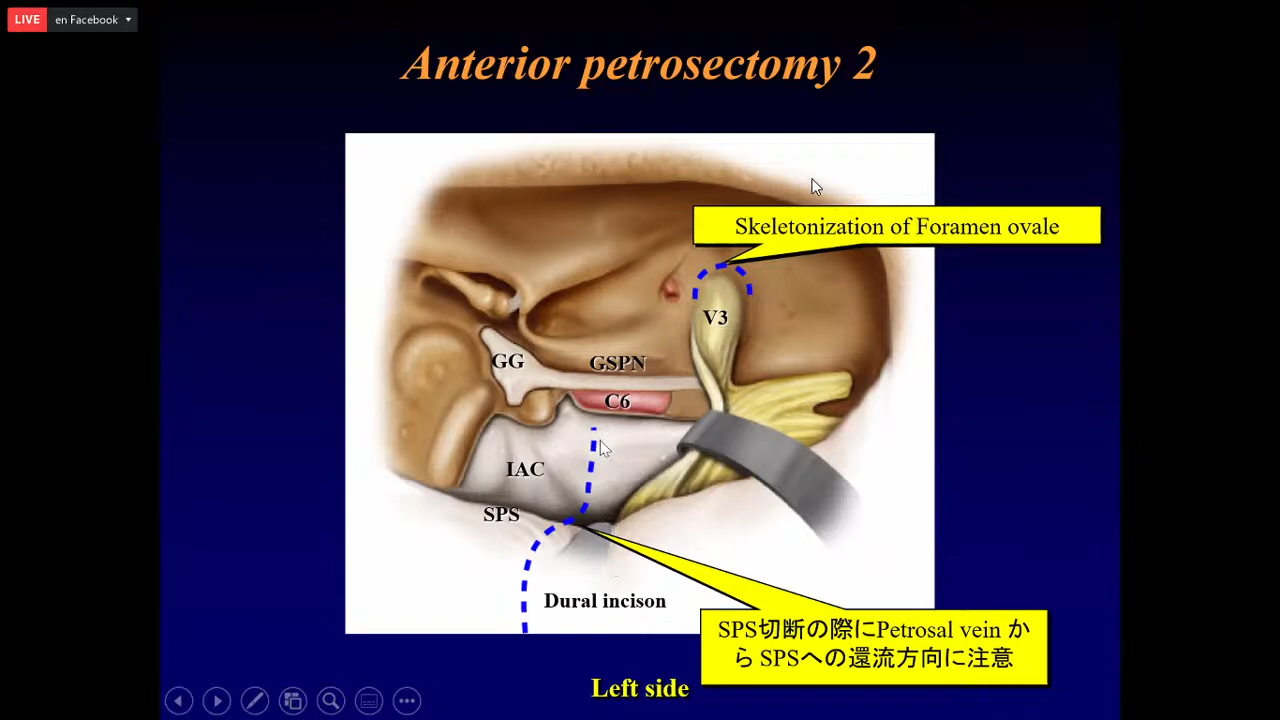 LIVE en Facebook
Anterior petrosectomy 2
Skeletonization of Foramen ovale
V3
GG
GSPN
C6
IAC
SPS
Dural incison
SPS切断の際にPetrosal vein か
ら SPSへの還流方向に注意
Left side